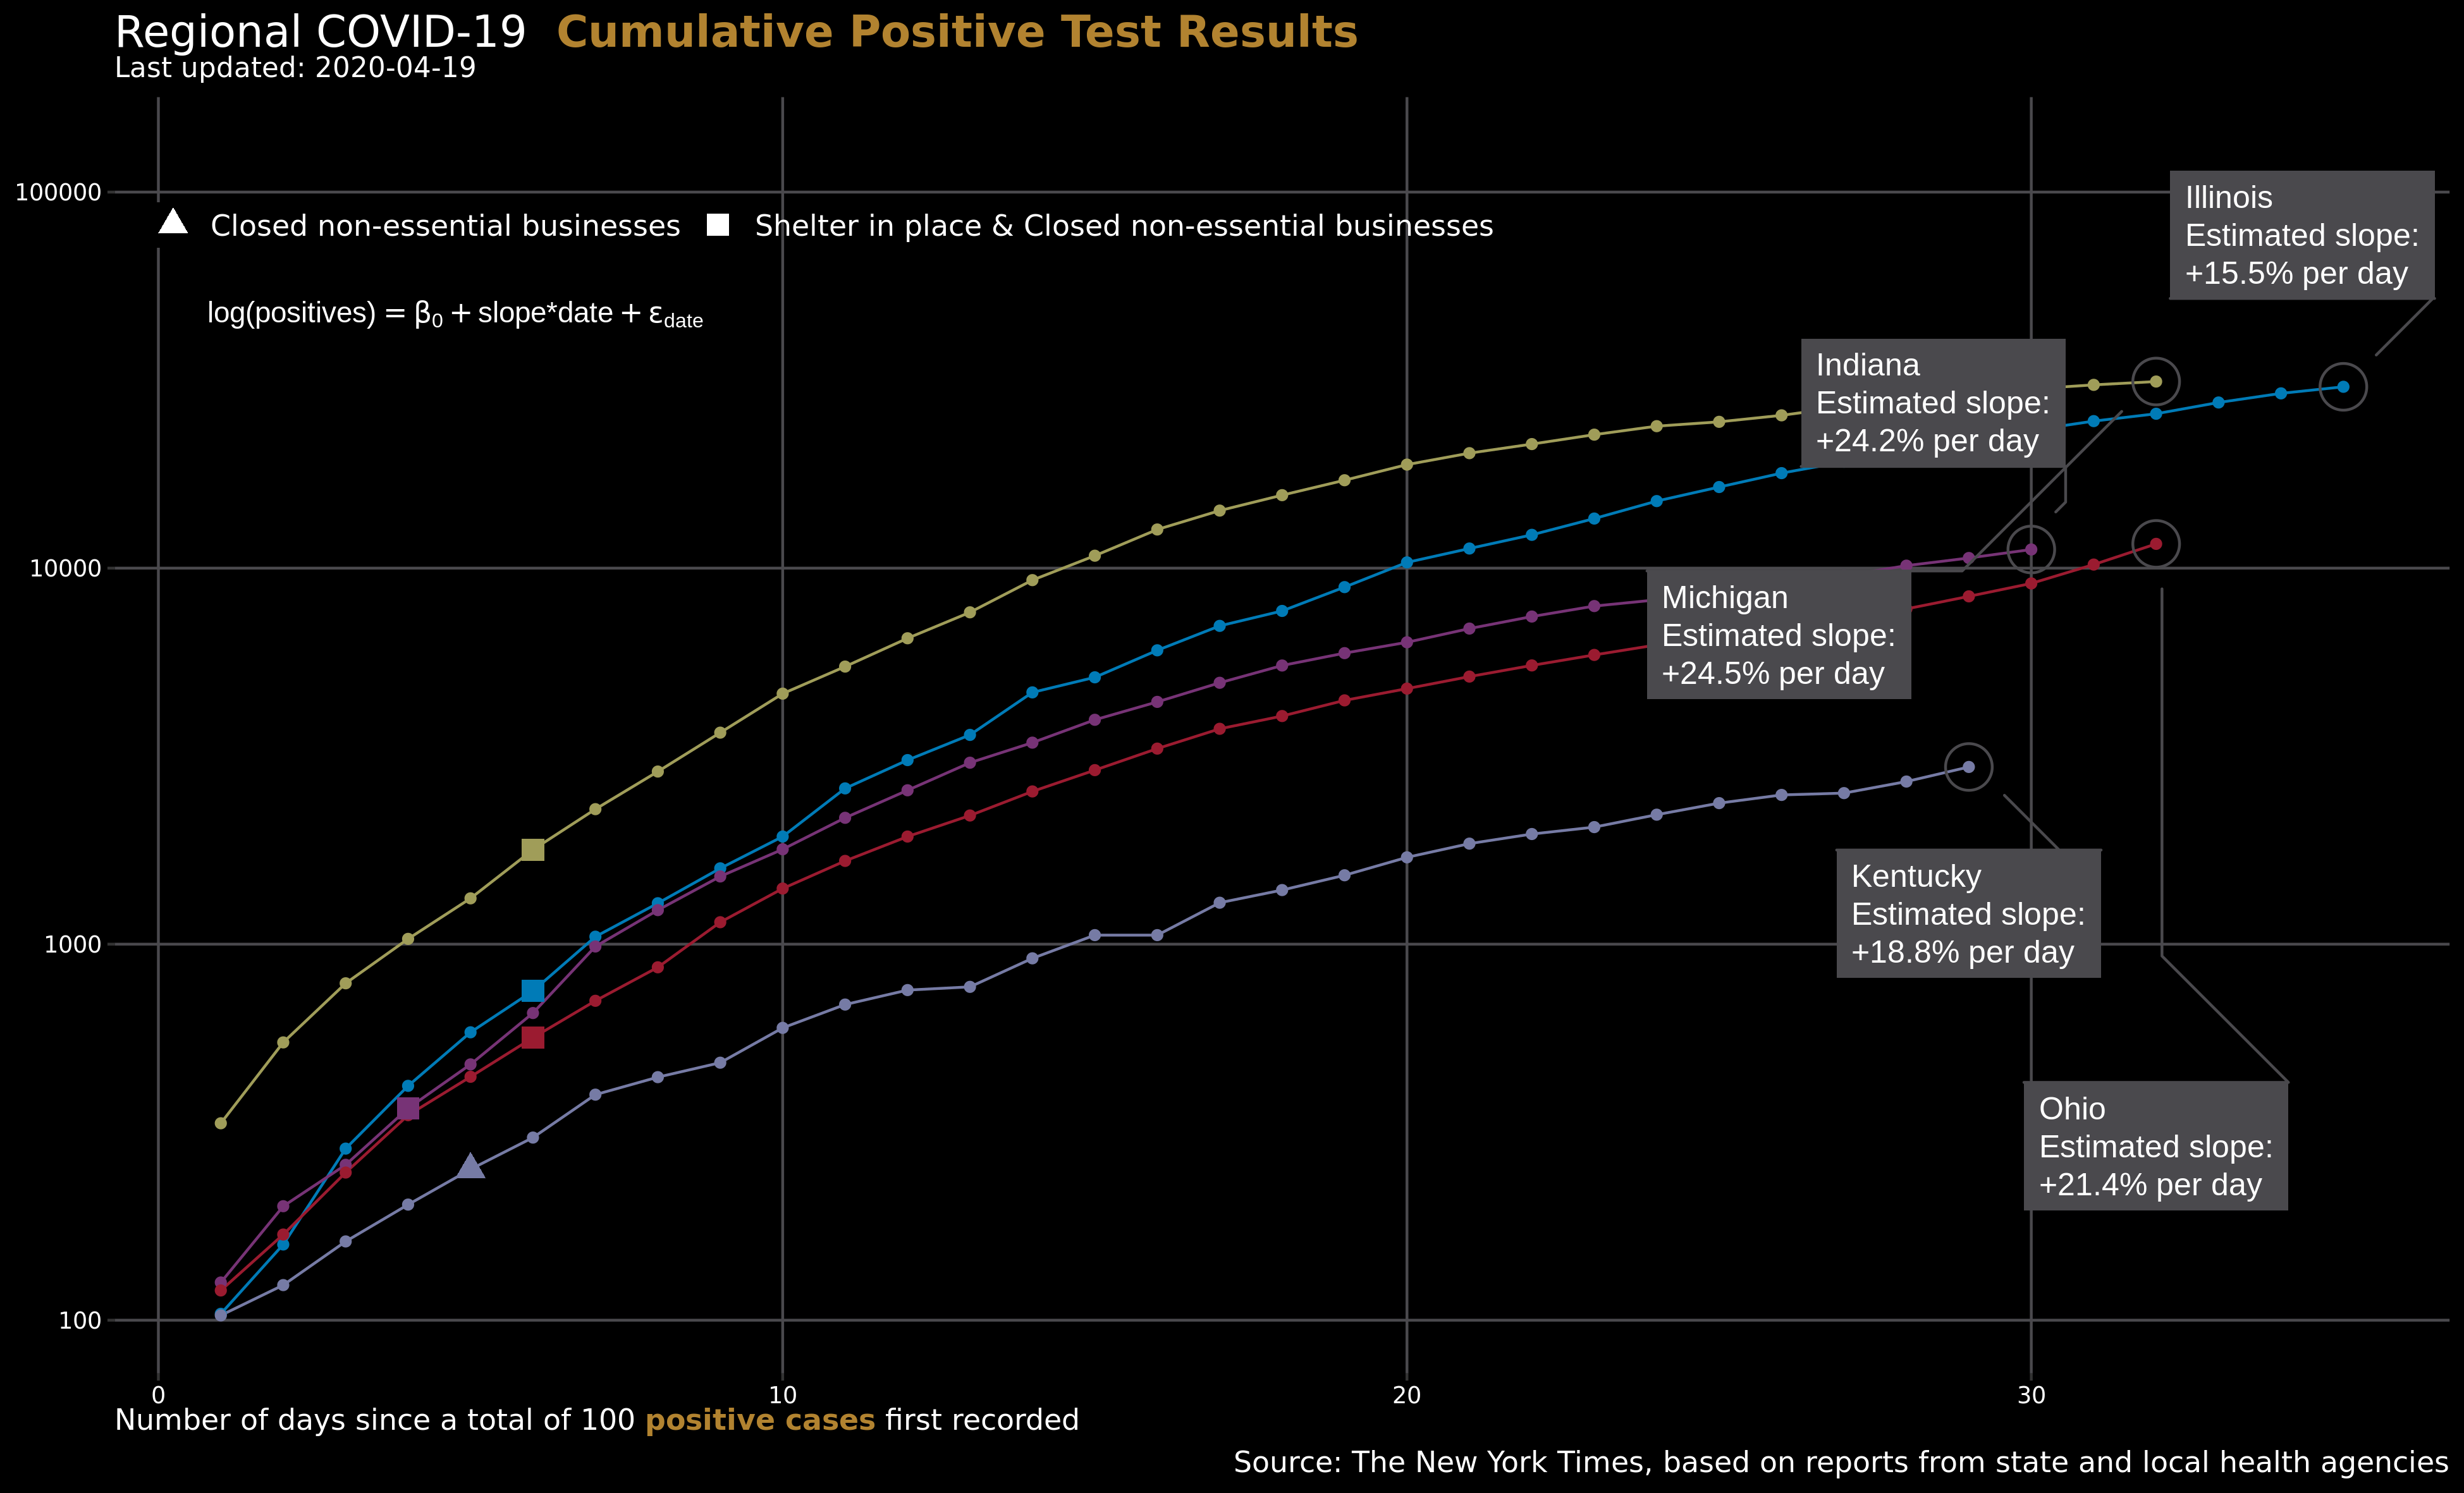 Regional COVID-19 Cumulative Positive Test Results
Last updated: 2020-04-19
100000
10000
1000
100
Closed non-essential businesses
Shelter in place & Closed non-essential businesses
log(positives) = β₀ + slope*date + ε_date
Illinois
Estimated slope:
+15.5% per day
Indiana
Estimated slope:
+24.2% per day
Michigan
Estimated slope:
+24.5% per day
Kentucky
Estimated slope:
+18.8% per day
Ohio
Estimated slope:
+21.4% per day
0 10 20 30
Number of days since a total of 100 positive cases first recorded
Source: The New York Times, based on reports from state and local health agencies